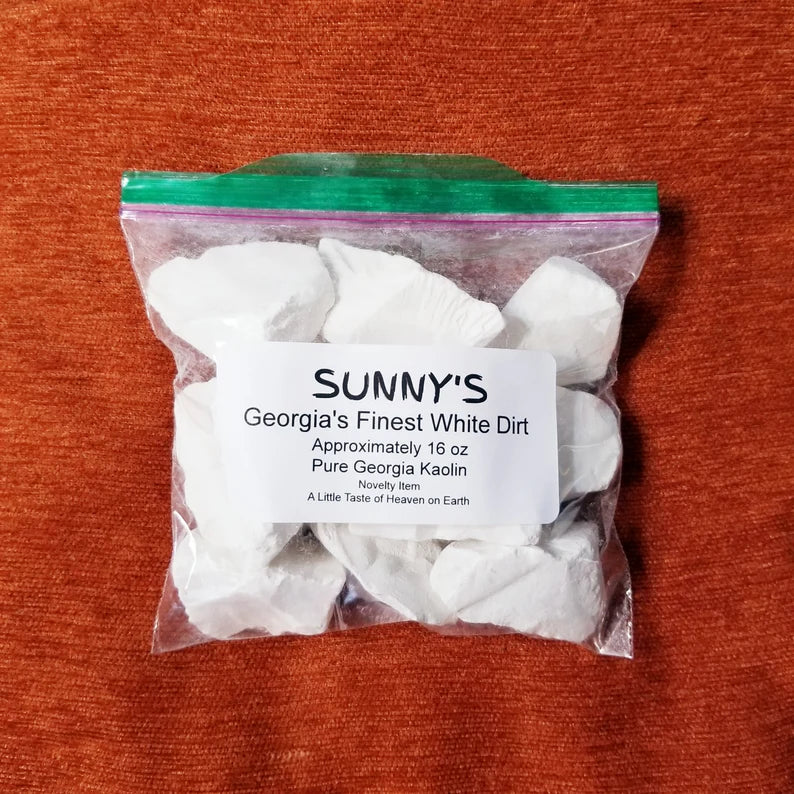 SUNNY'S
Georgia's Finest White Dirt
Approximately 16 oz
Pure Georgia Kaolin
Novelty Item
A Little Taste of Heaven on Earth